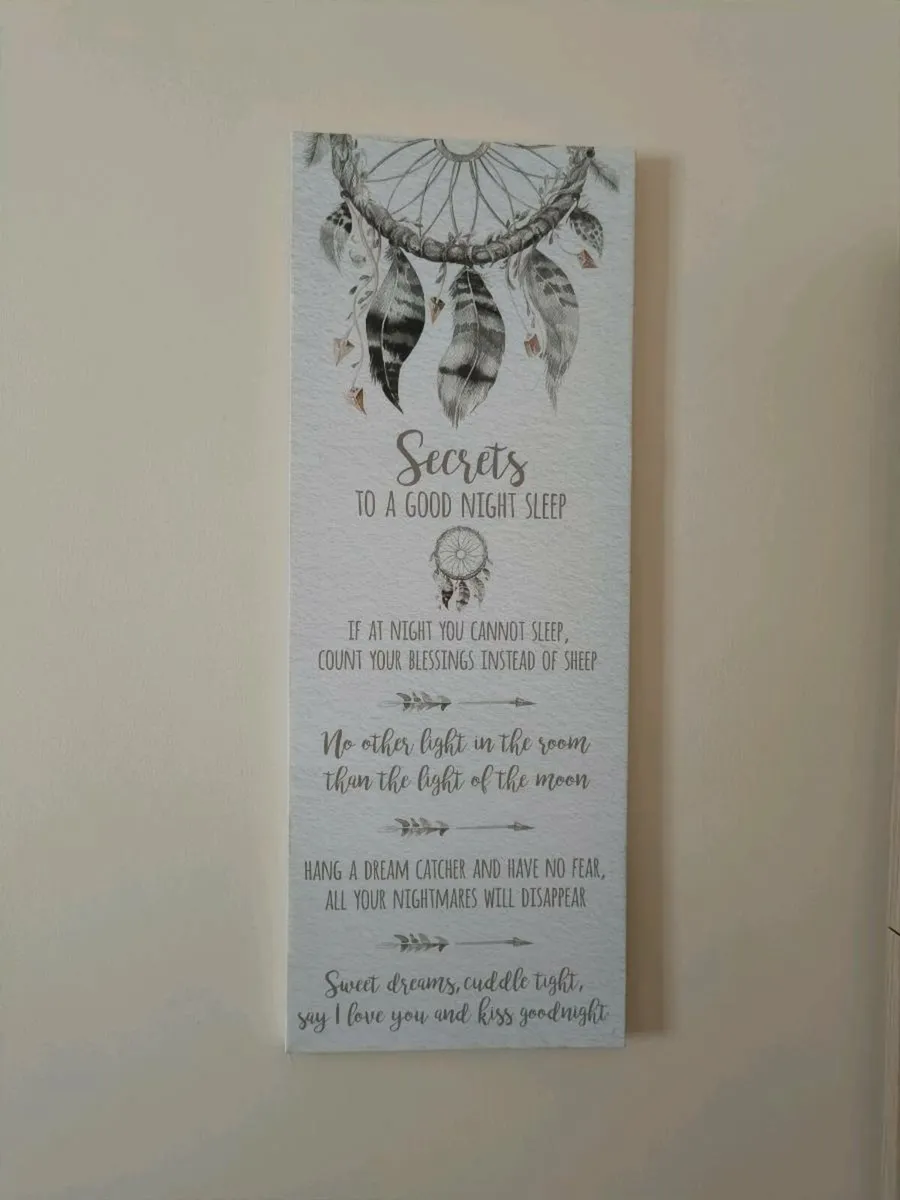 Secrets
TO A GOOD NIGHT SLEEP
IF AT NIGHT YOU CANNOT SLEEP,
COUNT YOUR BLESSINGS INSTEAD OF SHEEP
No other light in the room
than the light of the moon
HANG A DREAM CATCHER AND HAVE NO FEAR,
ALL YOUR NIGHTMARES WILL DISAPPEAR
Sweet dreams, cuddle tight,
say I love you and kiss goodnight